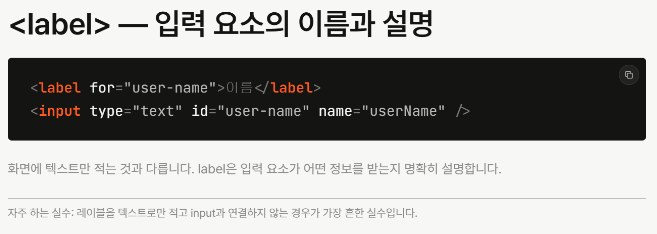 <label> — 입력 요소의 이름과 설명
<label for="user-name">이름</label>
<input type="text" id="user-name" name="userName" />
화면에 텍스트만 적는 것과 다릅니다. label은 입력 요소가 어떤 정보를 받는지 명확히 설명합니다.
자주 하는 실수: 레이블을 텍스트로만 적고 input과 연결하지 않는 경우가 가장 흔한 실수입니다.